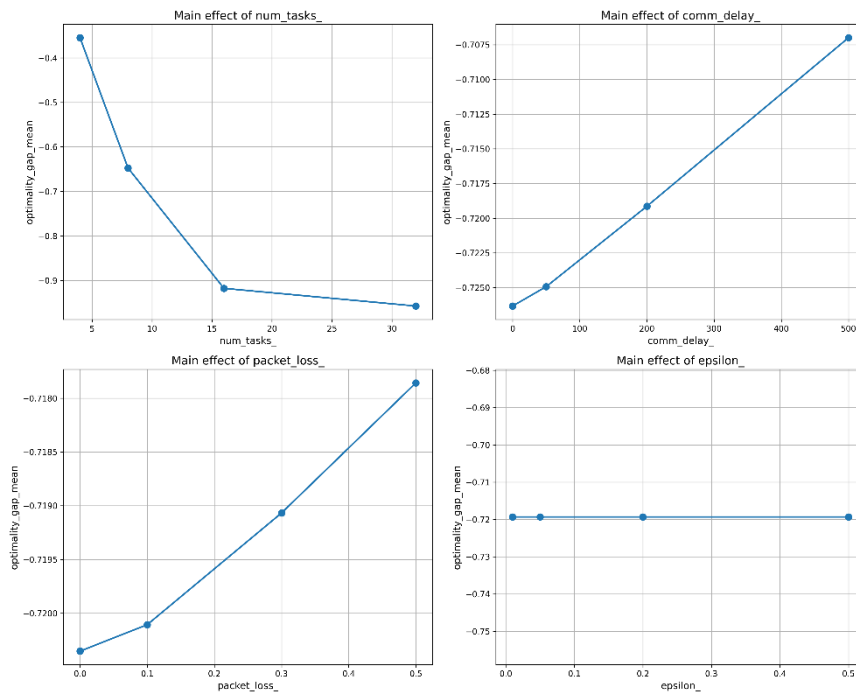 Main effect of num_tasks_
optimality_gap_mean
−0.4
−0.5
−0.6
−0.7
−0.8
−0.9
5 10 15 20 25 30
num_tasks_
Main effect of comm_delay_
optimality_gap_mean
−0.7075
−0.7100
−0.7125
−0.7150
−0.7175
−0.7200
−0.7225
−0.7250
0 100 200 300 400 500
comm_delay_
Main effect of packet_loss_
optimality_gap_mean
−0.7180
−0.7185
−0.7190
−0.7195
−0.7200
0.0 0.1 0.2 0.3 0.4 0.5
packet_loss_
Main effect of epsilon_
optimality_gap_mean
−0.68
−0.69
−0.70
−0.71
−0.72
−0.73
−0.74
−0.75
0.0 0.1 0.2 0.3 0.4 0.5
epsilon_